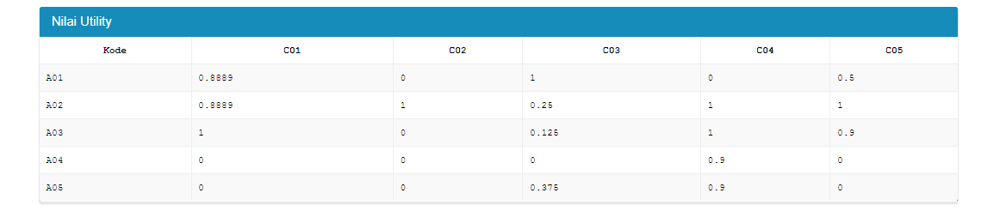 Nilai Utility
Kode C01 C02 C03 C04 C05
A01 0.8889 0 1 0 0.5
A02 0.8889 1 0.25 1 1
A03 1 0 0.125 1 0.9
A04 0 0 0 0.9 0
A05 0 0 0.375 0.9 0